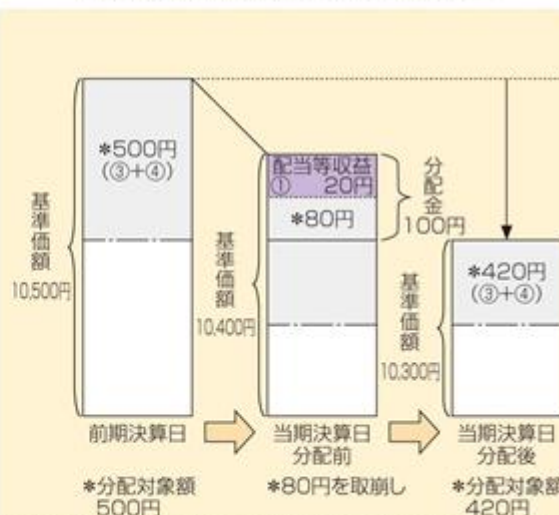 *500円
(③+④)
基準価額
10,500円
前期決算日
*分配対象額
500円
配当等収益
① 20円
*80円
分配金
100円
基準価額
10,400円
当期決算日
分配前
*80円を取崩し
*420円
(③+④)
基準価額
10,300円
当期決算日
分配後
*分配対象額
420円